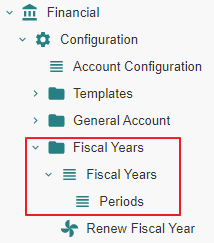 Financial
Configuration
Account Configuration
Templates
General Account
Fiscal Years
Fiscal Years
Periods
Renew Fiscal Year